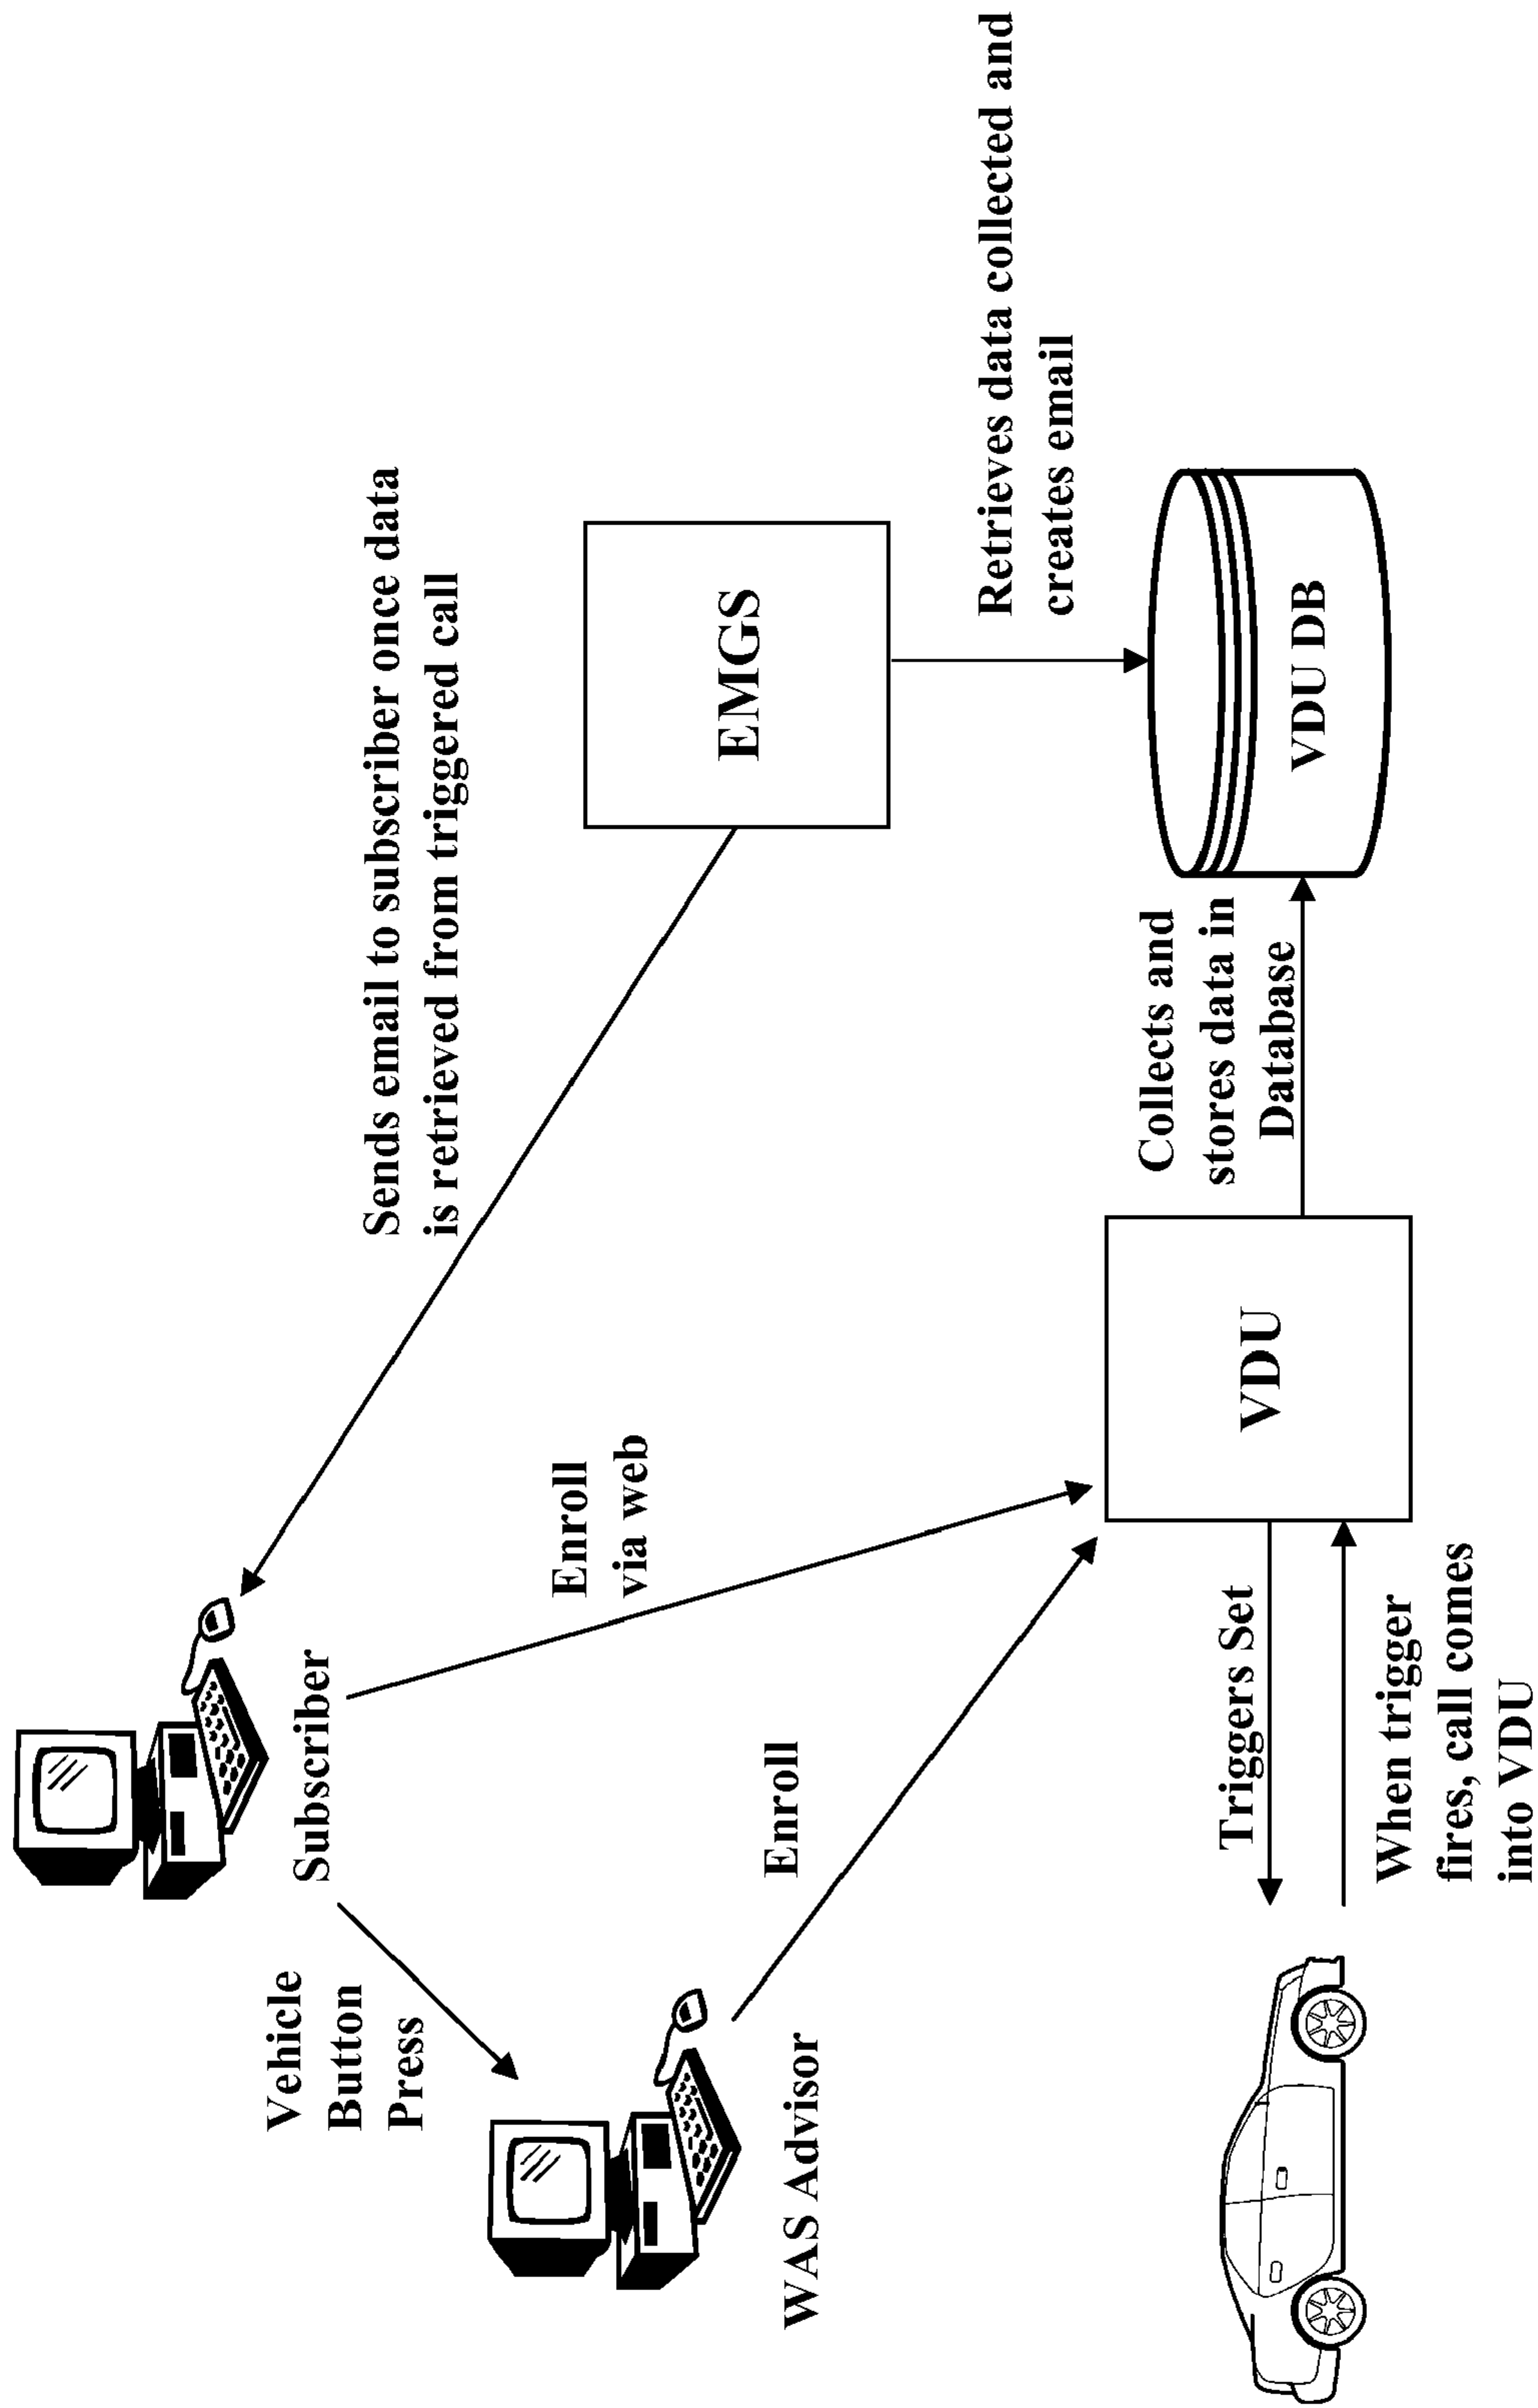 Subscriber
Vehicle
Button
Press
Sends email to subscriber once data
is retrieved from triggered call
Enroll
via web
WAS Advisor
Enroll
EMGS
Retrieves data collected and
creates email
Triggers Set
When trigger
fires, call comes
into VDU
VDU
Collects and
stores data in
Database
VDU DB